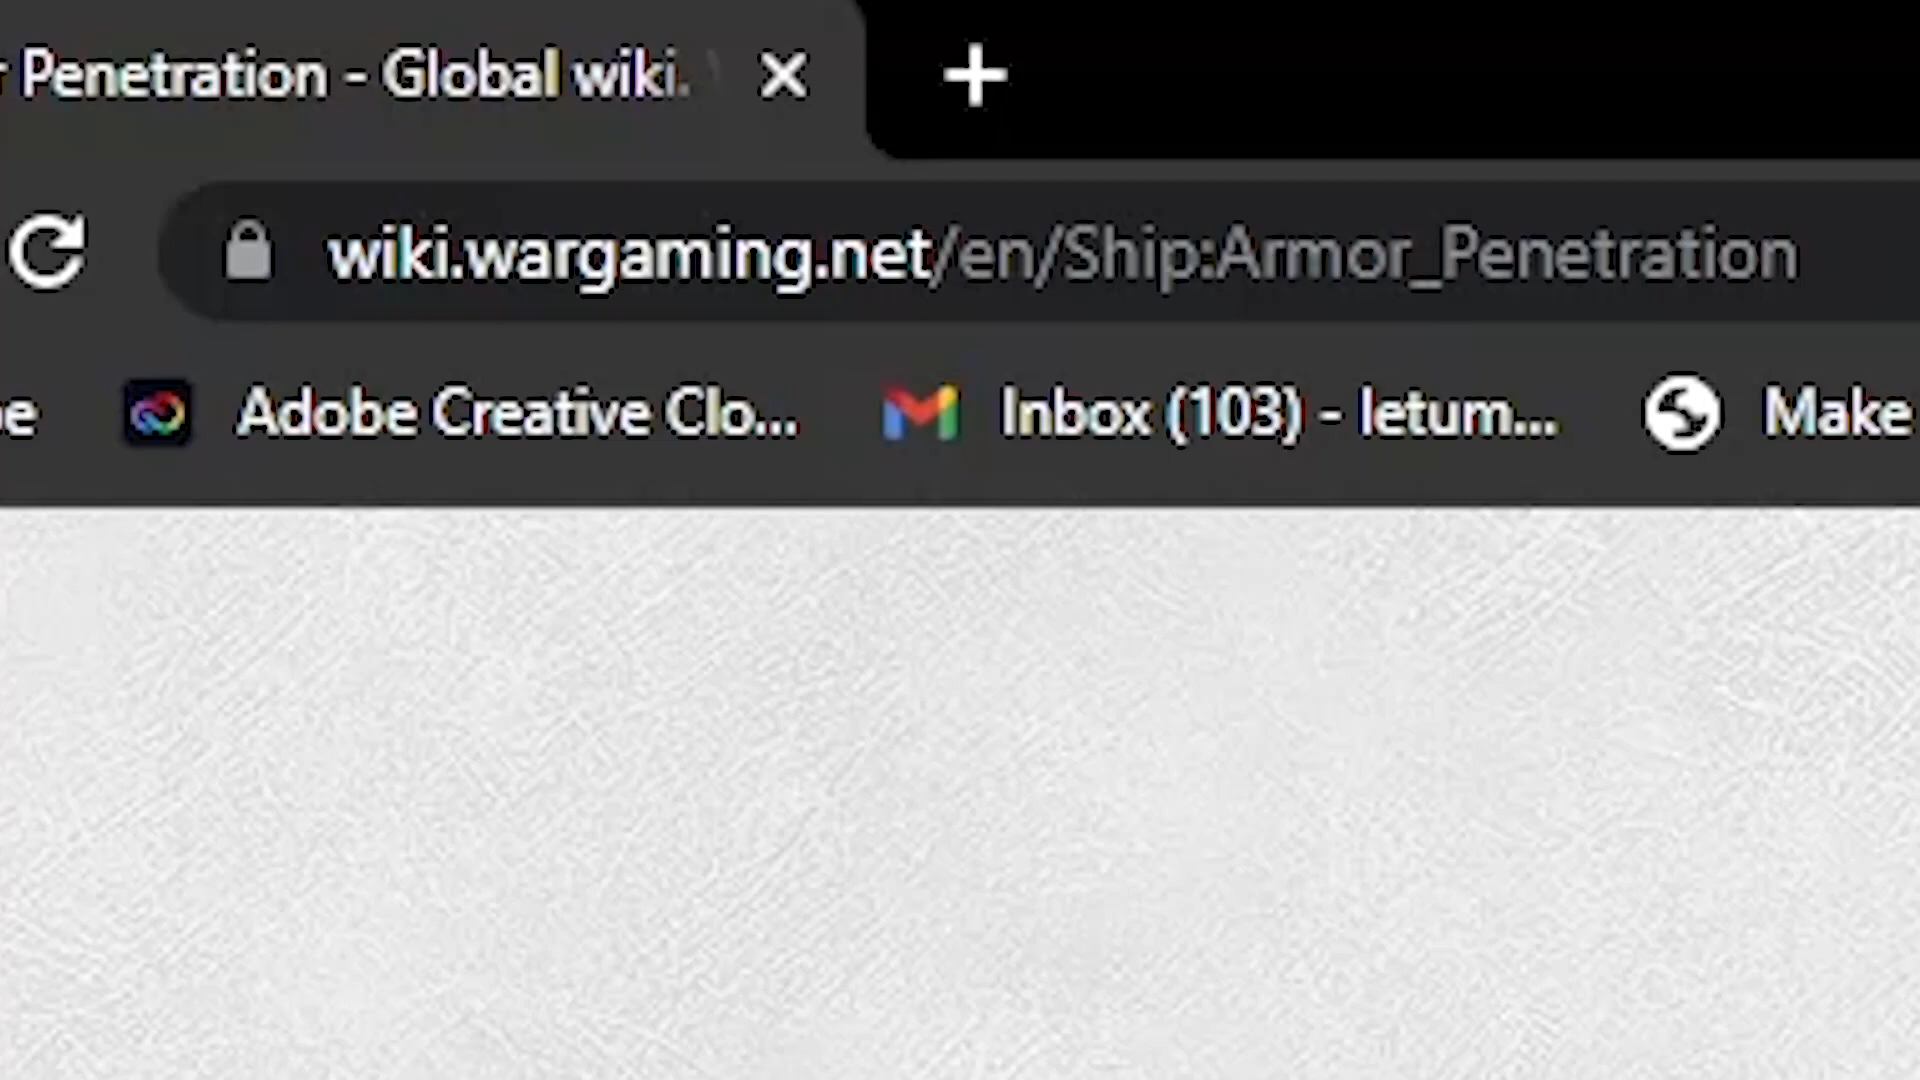 Penetration - Global wiki.
wiki.wargaming.net/en/Ship:Armor_Penetration
Adobe Creative Clo... Inbox (103) - letum... Make